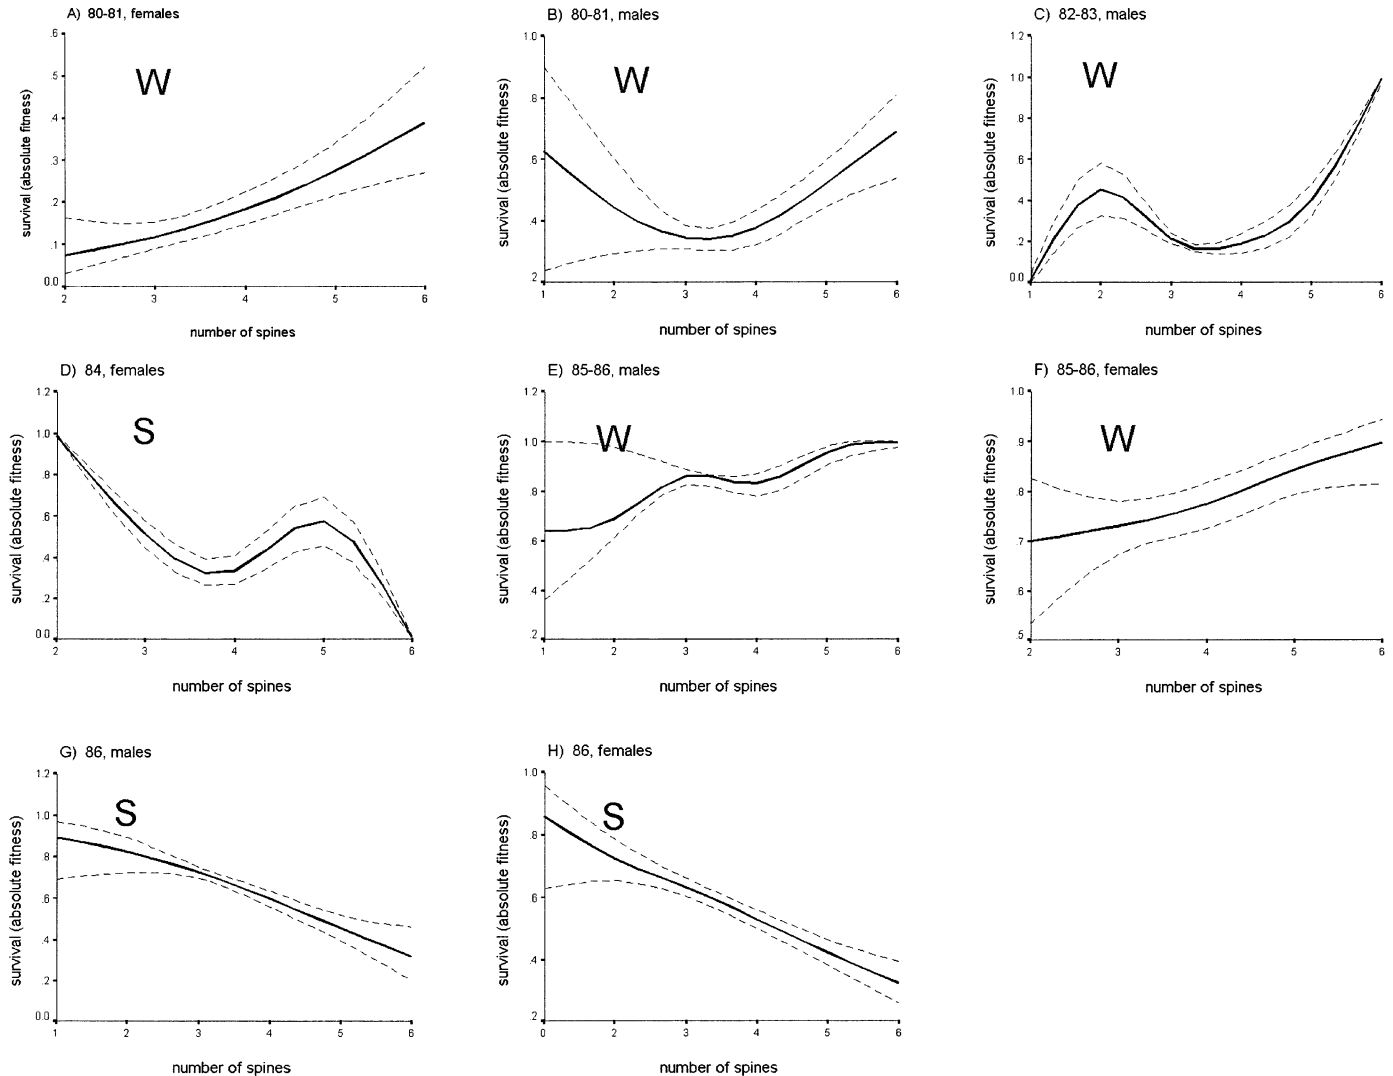 A) 80-81, females
B) 80-81, males
C) 82-83, males
.6
.5
.4
.3
.2
.1
0.0
survival (absolute fitness)
W
2 3 4 5 6
number of spines
1.0
.8
.6
.4
.2
survival (absolute fitness)
W
1 2 3 4 5 6
number of spines
1.2
1.0
.8
.6
.4
.2
0.0
survival (absolute fitness)
W
1 2 3 4 5 6
number of spines
D) 84, females
E) 85-86, males
F) 85-86, females
1.2
1.0
.8
.6
.4
.2
0.0
survival (absolute fitness)
S
2 3 4 5 6
number of spines
1.2
1.0
.8
.6
.4
.2
survival (absolute fitness)
W
1 2 3 4 5 6
number of spines
1.0
.9
.8
.7
.6
.5
survival (absolute fitness)
W
2 3 4 5 6
number of spines
G) 86, males
H) 86, females
1.2
1.0
.8
.6
.4
.2
0.0
survival (absolute fitness)
S
1 2 3 4 5 6
number of spines
1.0
.8
.6
.4
.2
survival (absolute fitness)
S
0 2 3 4 5 6
number of spines